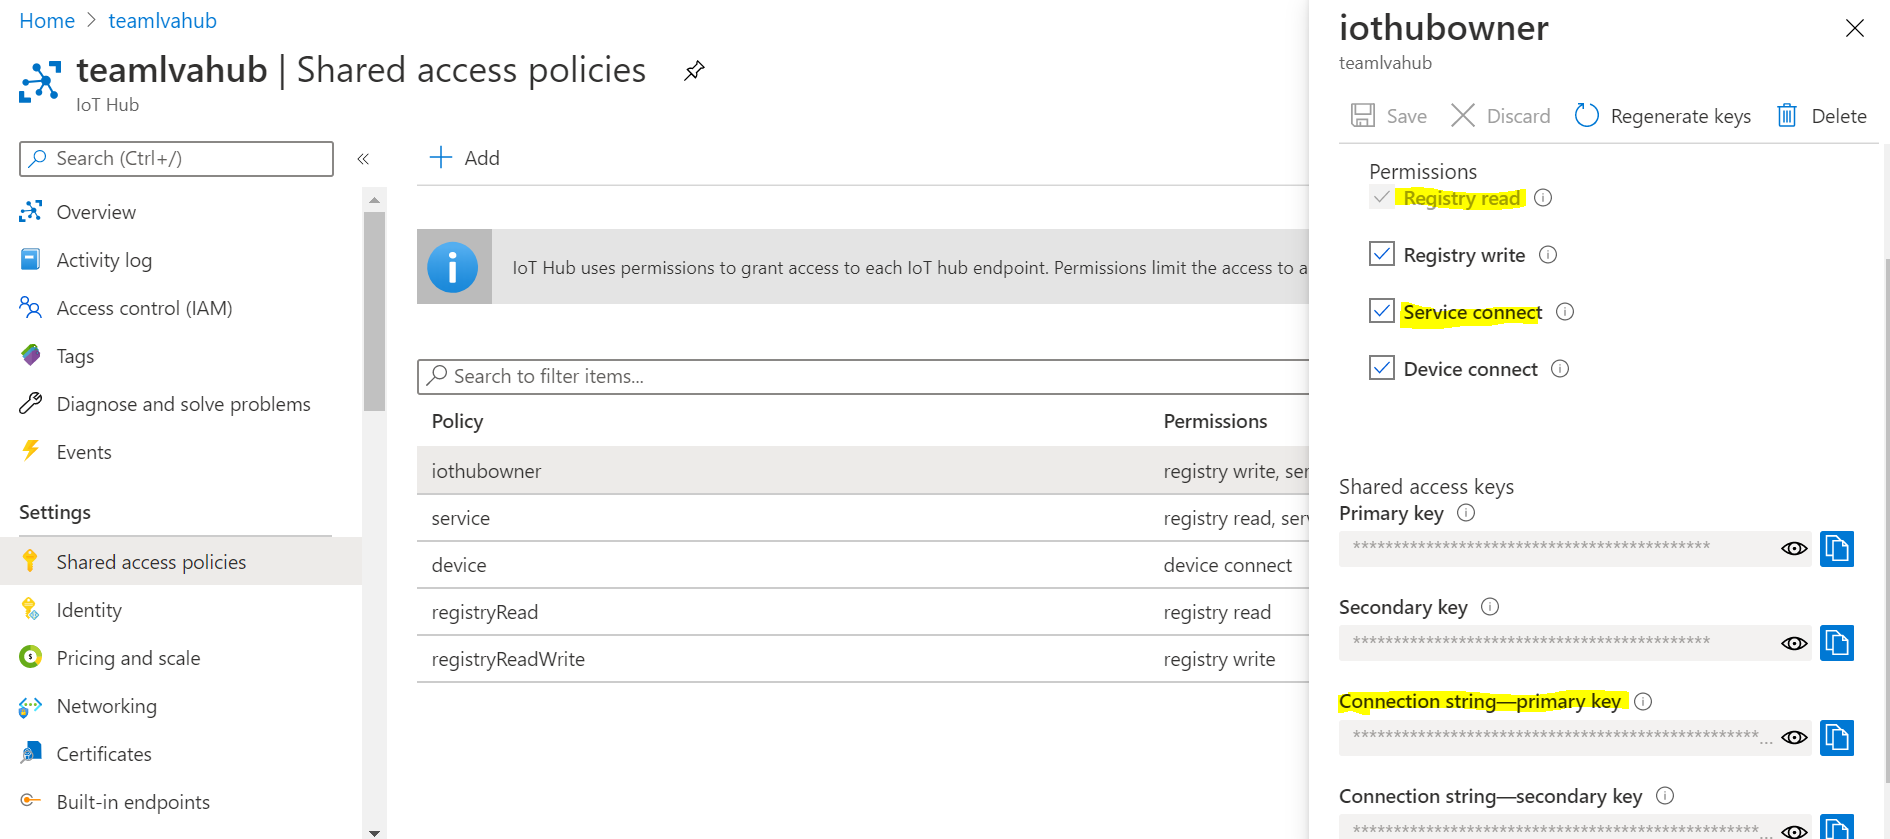 Home > teamlvahub
teamlvahub | Shared access policies
IoT Hub
Search (Ctrl+/)
«
Overview
Activity log
Access control (IAM)
Tags
Diagnose and solve problems
Events
Settings
Shared access policies
Identity
Pricing and scale
Networking
Certificates
Built-in endpoints
Add
IoT Hub uses permissions to grant access to each IoT hub endpoint. Permissions limit the access to a
Search to filter items...
Policy Permissions
iothubowner registry write, ser
service registry read, serv
device device connect
registryRead registry read
registryReadWrite registry write
iothubowner
teamlvahub
Save Discard Regenerate keys Delete
Permissions
Registry read
Registry write
Service connect
Device connect
Shared access keys
Primary key
********************************************
Secondary key
********************************************
Connection string—primary key
**************************************************...
Connection string—secondary key
**************************************************...